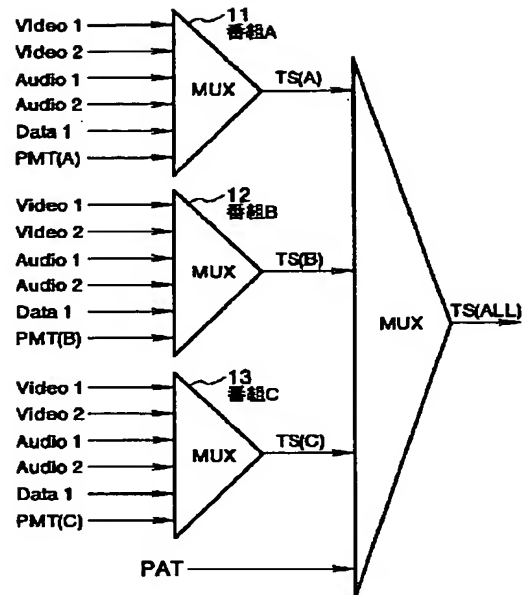 Video 1
Video 2
Audio 1
Audio 2
Data 1
PMT(A)
11
番組A
MUX
TS(A)
Video 1
Video 2
Audio 1
Audio 2
Data 1
PMT(B)
12
番組B
MUX
TS(B)
Video 1
Video 2
Audio 1
Audio 2
Data 1
PMT(C)
13
番組C
MUX
TS(C)
PAT
MUX
TS(ALL)